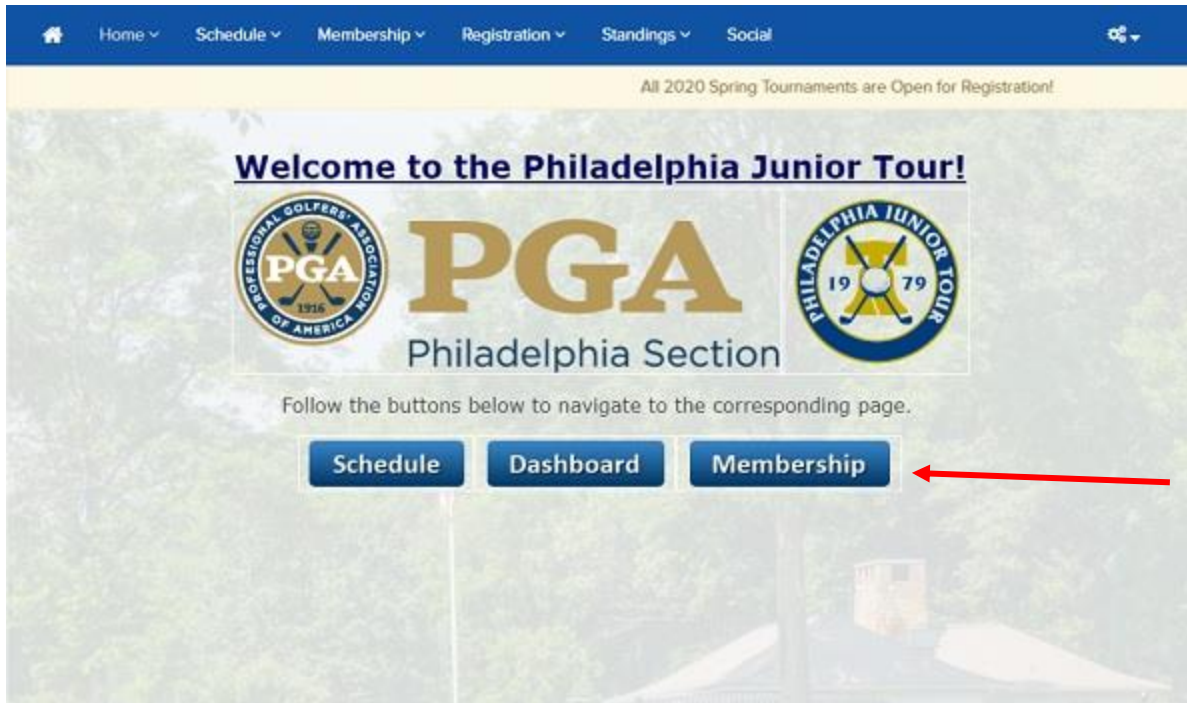 Home Schedule Membership Registration Standings Social
All 2020 Spring Tournaments are Open for Registration!
Welcome to the Philadelphia Junior Tour!
PROFESSIONAL GOLFERS' ASSOCIATION OF AMERICA
PGA
1916
PGA
Philadelphia Section
PHILADELPHIA JUNIOR TOUR
19 79
Follow the buttons below to navigate to the corresponding page.
Schedule Dashboard Membership